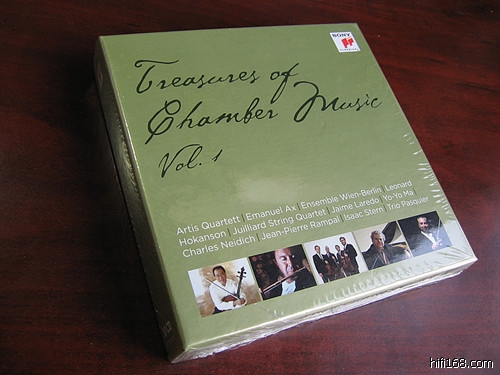 SONY
Treasures of
Chamber Music
Vol. 1
Artis Quartett | Emanuel Ax | Ensemble Wien-Berlin | Leonard
Hokanson | Juilliard String Quartet | Jaime Laredo | Yo-Yo Ma |
Charles Neidich | Jean-Pierre Rampal | Isaac Stern | Trio Pasquier
hifi168.com